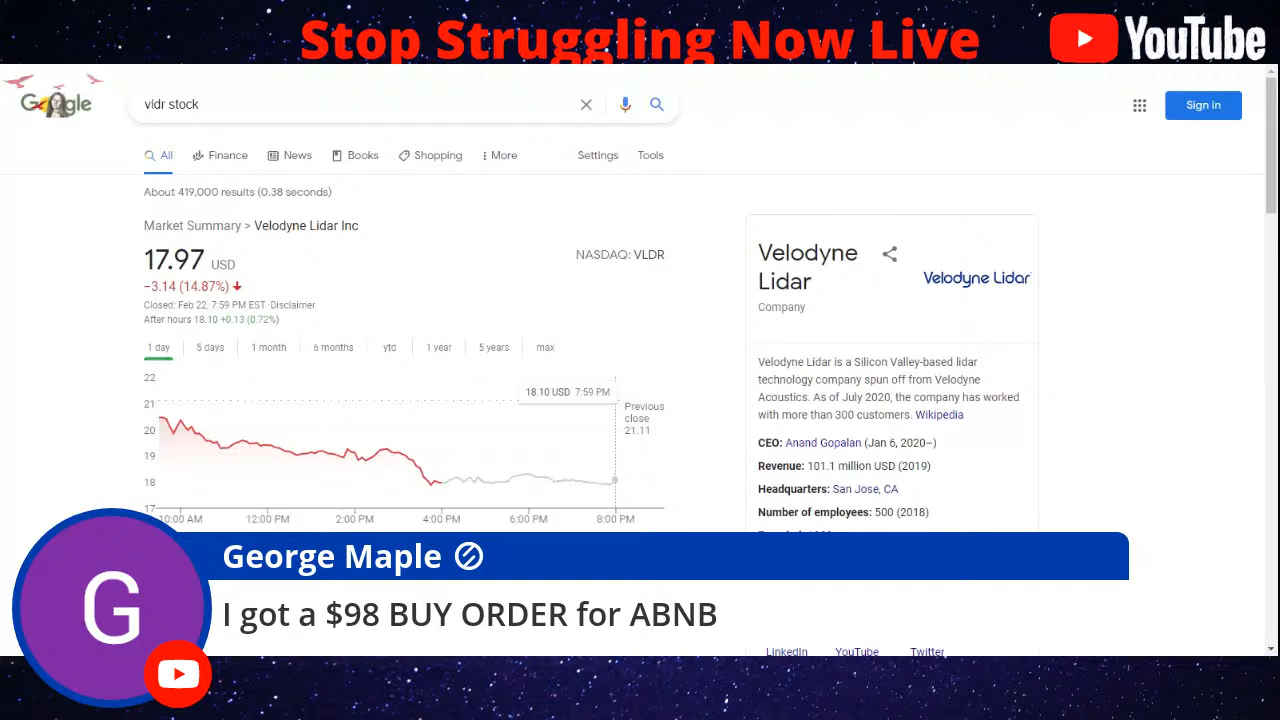 Stop Struggling Now Live
YouTube
Google
vldr stock
Sign in
All Finance News Books Shopping More Settings Tools
About 419,000 results (0.38 seconds)
Market Summary > Velodyne Lidar Inc
17.97 USD
NASDAQ: VLDR
−3.14 (14.87%)
Closed: Feb 22, 7:59 PM EST · Disclaimer
After hours 18.10 +0.13 (0.72%)
1 day 5 days 1 month 6 months ytd 1 year 5 years max
22
21
20
19
18
17
18.10 USD 7:59 PM
Previous
close
21.11
10:00 AM 12:00 PM 2:00 PM 4:00 PM 6:00 PM 8:00 PM
Velodyne
Lidar
Velodyne Lidar
Company
Velodyne Lidar is a Silicon Valley-based lidar
technology company spun off from Velodyne
Acoustics. As of July 2020, the company has worked
with more than 300 customers. Wikipedia
CEO: Anand Gopalan (Jan 6, 2020–)
Revenue: 101.1 million USD (2019)
Headquarters: San Jose, CA
Number of employees: 500 (2018)
LinkedIn YouTube Twitter
G
George Maple
I got a $98 BUY ORDER for ABNB